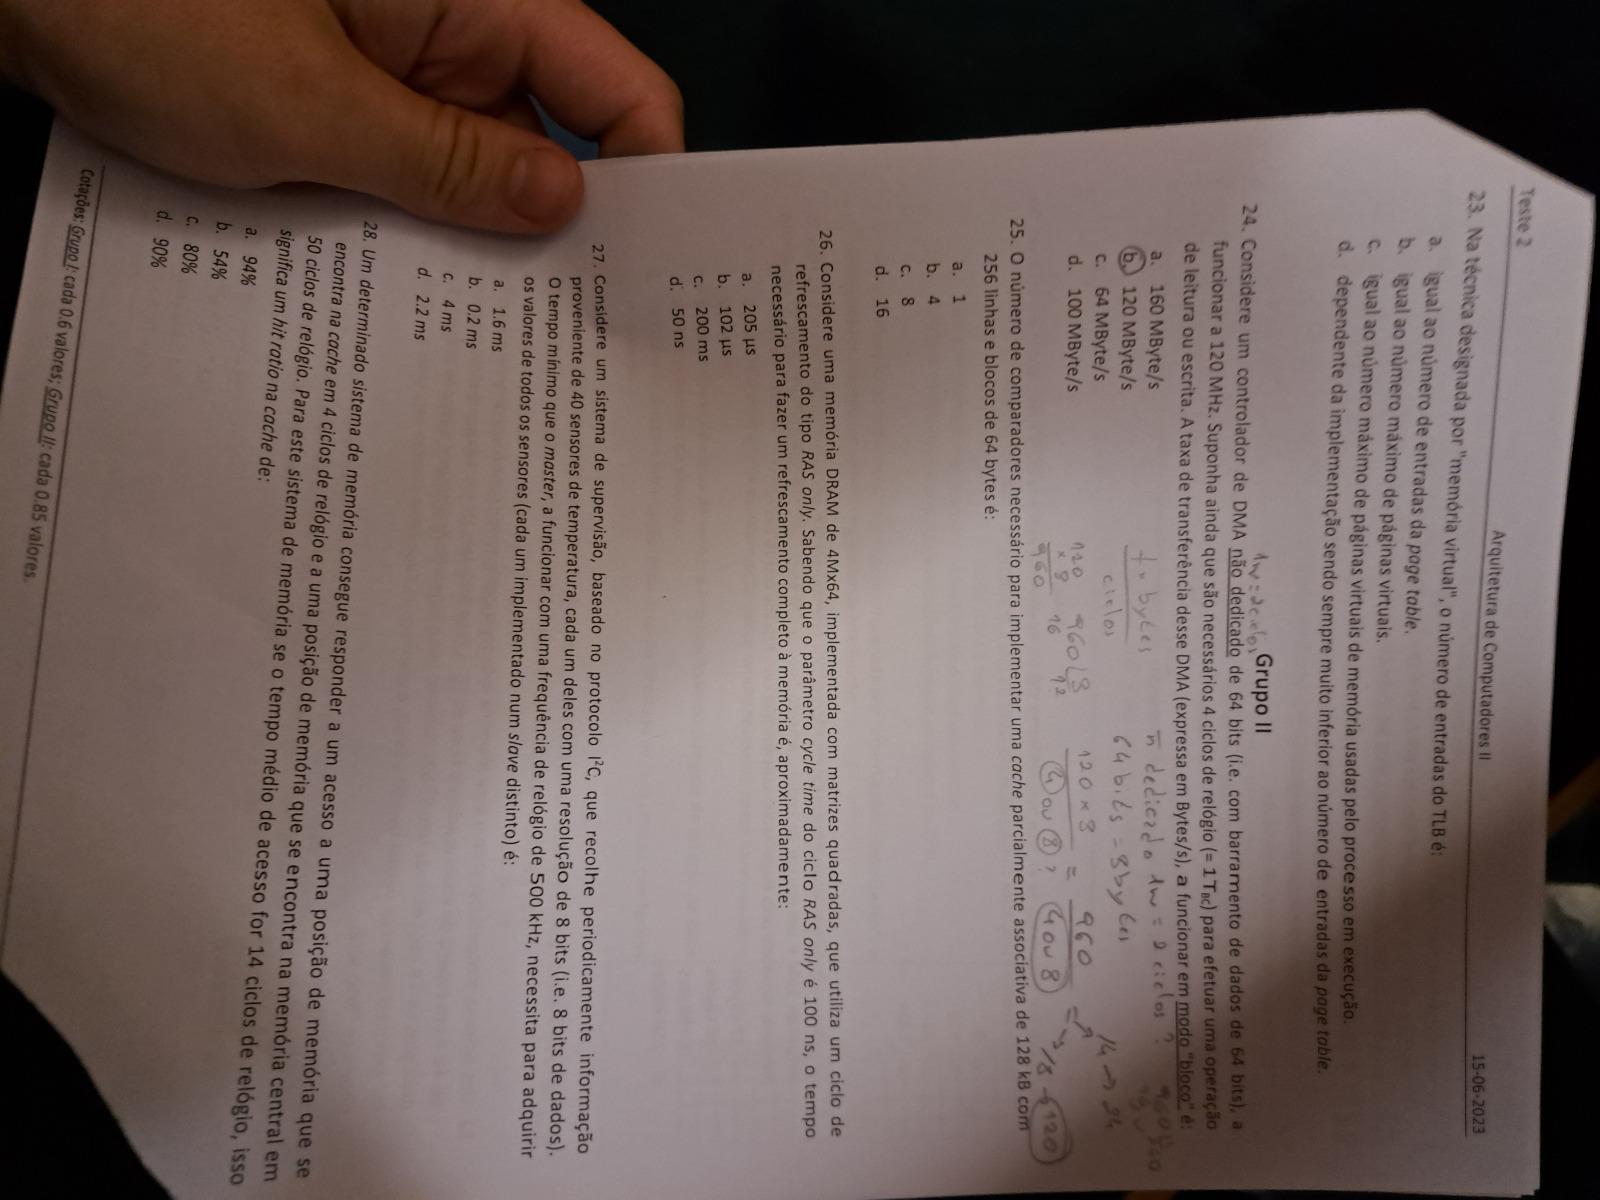 Teste 2
Arquitetura de Computadores II
15-06-2023
23. Na técnica designada por "memória virtual", o número de entradas do TLB é:
a. igual ao número de entradas da page table.
b. igual ao número máximo de páginas virtuais.
c. igual ao número máximo de páginas virtuais de memória usadas pelo processo em execução.
d. dependente da implementação sendo sempre muito inferior ao número de entradas da page table.
1w = 2 ciclos
Grupo II
24. Considere um controlador de DMA não dedicado de 64 bits (i.e. com barramento de dados de 64 bits), a
funcionar a 120 MHz. Suponha ainda que são necessários 4 ciclos de relógio (= 1 TBC) para efetuar uma operação
de leitura ou escrita. A taxa de transferência desse DMA (expressa em Bytes/s), a funcionar em modo "bloco" é:
a. 160 MByte/s
b. 120 MByte/s
c. 64 MByte/s
d. 100 MByte/s
f × bytes
ciclos
n dedicado 1w = 2 ciclos ?
64 bits = 8 bytes
120
× 8
960
960 | 8
16 12
120 × 8
4 ou 8 ?
= 960
4 ou 8
=
/4 → 24
/8 → 120
25. O número de comparadores necessário para implementar uma cache parcialmente associativa de 128 kB com
256 linhas e blocos de 64 bytes é:
a. 1
b. 4
c. 8
d. 16
26. Considere uma memória DRAM de 4Mx64, implementada com matrizes quadradas, que utiliza um ciclo de
refrescamento do tipo RAS only. Sabendo que o parâmetro cycle time do ciclo RAS only é 100 ns, o tempo
necessário para fazer um refrescamento completo à memória é, aproximadamente:
a. 205 µs
b. 102 µs
c. 200 ms
d. 50 ns
27. Considere um sistema de supervisão, baseado no protocolo I²C, que recolhe periodicamente informação
proveniente de 40 sensores de temperatura, cada um deles com uma resolução de 8 bits (i.e. 8 bits de dados).
O tempo mínimo que o master, a funcionar com uma frequência de relógio de 500 kHz, necessita para adquirir
os valores de todos os sensores (cada um implementado num slave distinto) é:
a. 1.6 ms
b. 0.2 ms
c. 4 ms
d. 2.2 ms
28. Um determinado sistema de memória consegue responder a um acesso a uma posição de memória que se
encontra na cache em 4 ciclos de relógio e a uma posição de memória que se encontra na memória central em
50 ciclos de relógio. Para este sistema de memória se o tempo médio de acesso for 14 ciclos de relógio, isso
significa um hit ratio na cache de:
a. 94%
b. 54%
c. 80%
d. 90%
Cotações: Grupo I: cada 0.6 valores; Grupo II: cada 0.85 valores.